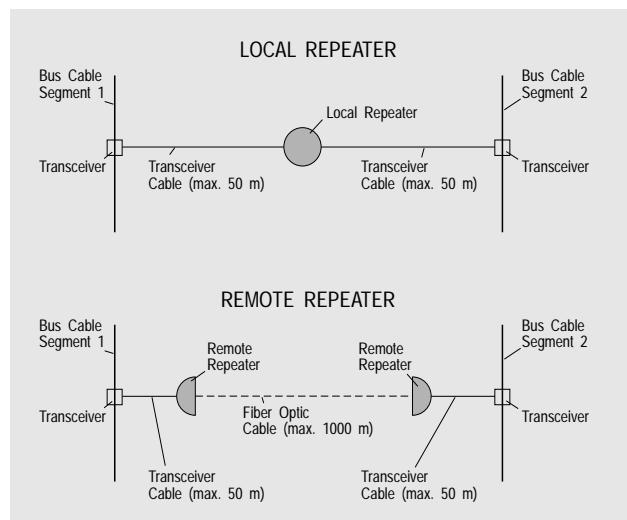 LOCAL REPEATER
Bus Cable
Segment 1
Bus Cable
Segment 2
Local Repeater
Transceiver
Transceiver
Cable (max. 50 m)
Transceiver
Cable (max. 50 m)
Transceiver
REMOTE REPEATER
Bus Cable
Segment 1
Bus Cable
Segment 2
Remote
Repeater
Remote
Repeater
Transceiver
Fiber Optic
Cable (max. 1000 m)
Transceiver
Transceiver
Cable (max. 50 m)
Transceiver
Cable (max. 50 m)